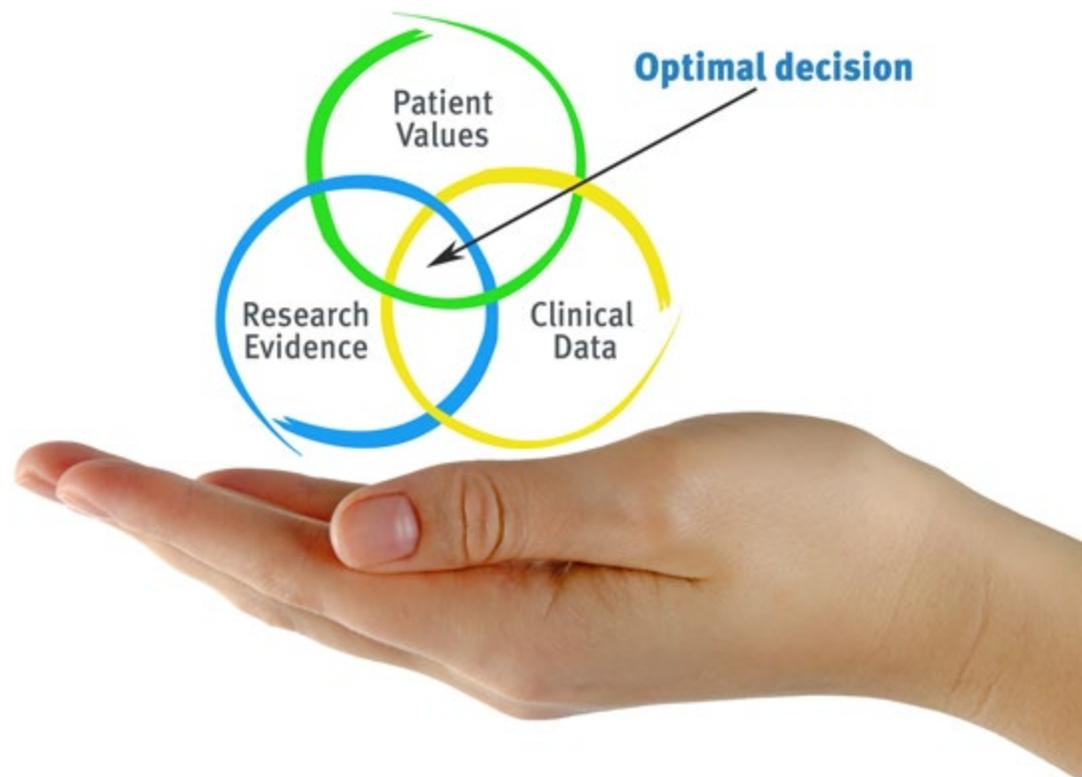 Optimal decision
Patient
Values
Research
Evidence
Clinical
Data